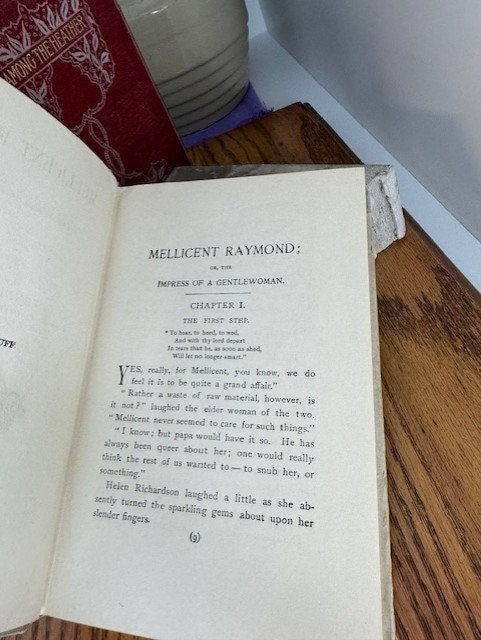 AMONG THE HEATHER
MELLICENT RAYMOND;
OR, THE
IMPRESS OF A GENTLEWOMAN.
CHAPTER I.
THE FIRST STEP.
"To hear, to heed, to wed,
And with thy lord depart
In tears that he, as soon as shed,
Will let no longer smart."
YES, really, for Mellicent, you know, we do
feel it is to be quite a grand affair."
"Rather a waste of raw material, however, is
it not?" laughed the elder woman of the two.
"Mellicent never seemed to care for such things."
"I know; but papa would have it so. He has
always been queer about her; one would really
think the rest of us wanted to—to snub her, or
something."
Helen Richardson laughed a little as she ab-
sently turned the sparkling gems about upon her
slender fingers.
(9)